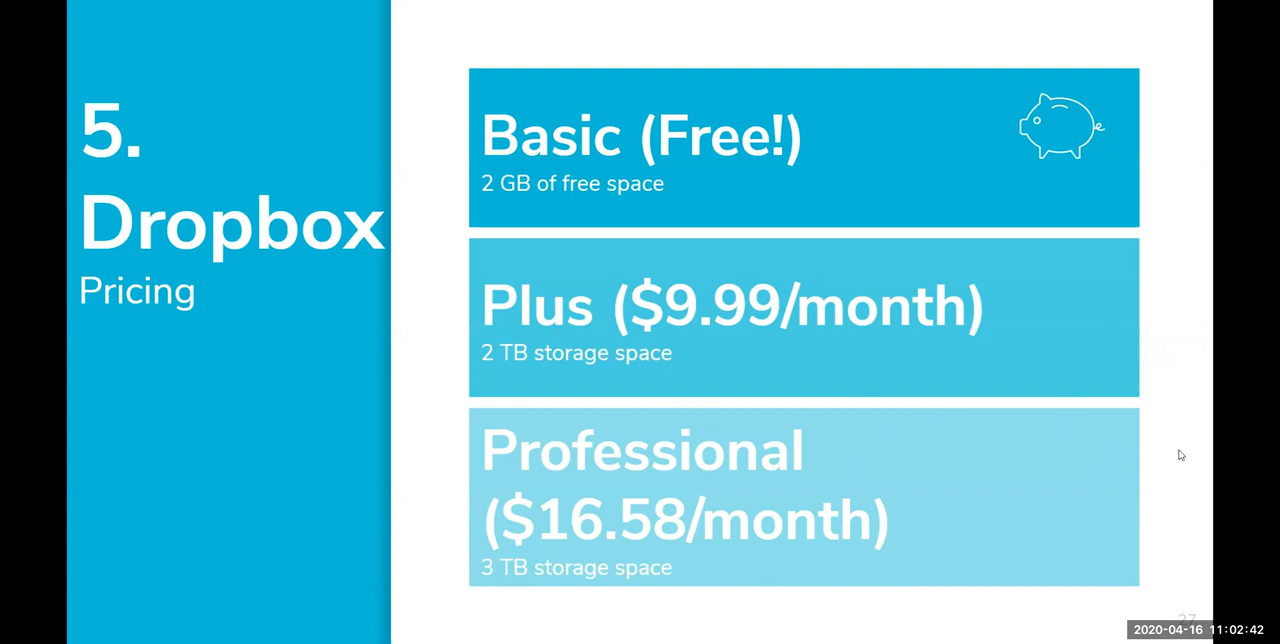 5.
Dropbox
Pricing
Basic (Free!)
2 GB of free space
Plus ($9.99/month)
2 TB storage space
Professional
($16.58/month)
3 TB storage space
27
2020-04-16 11:02:42